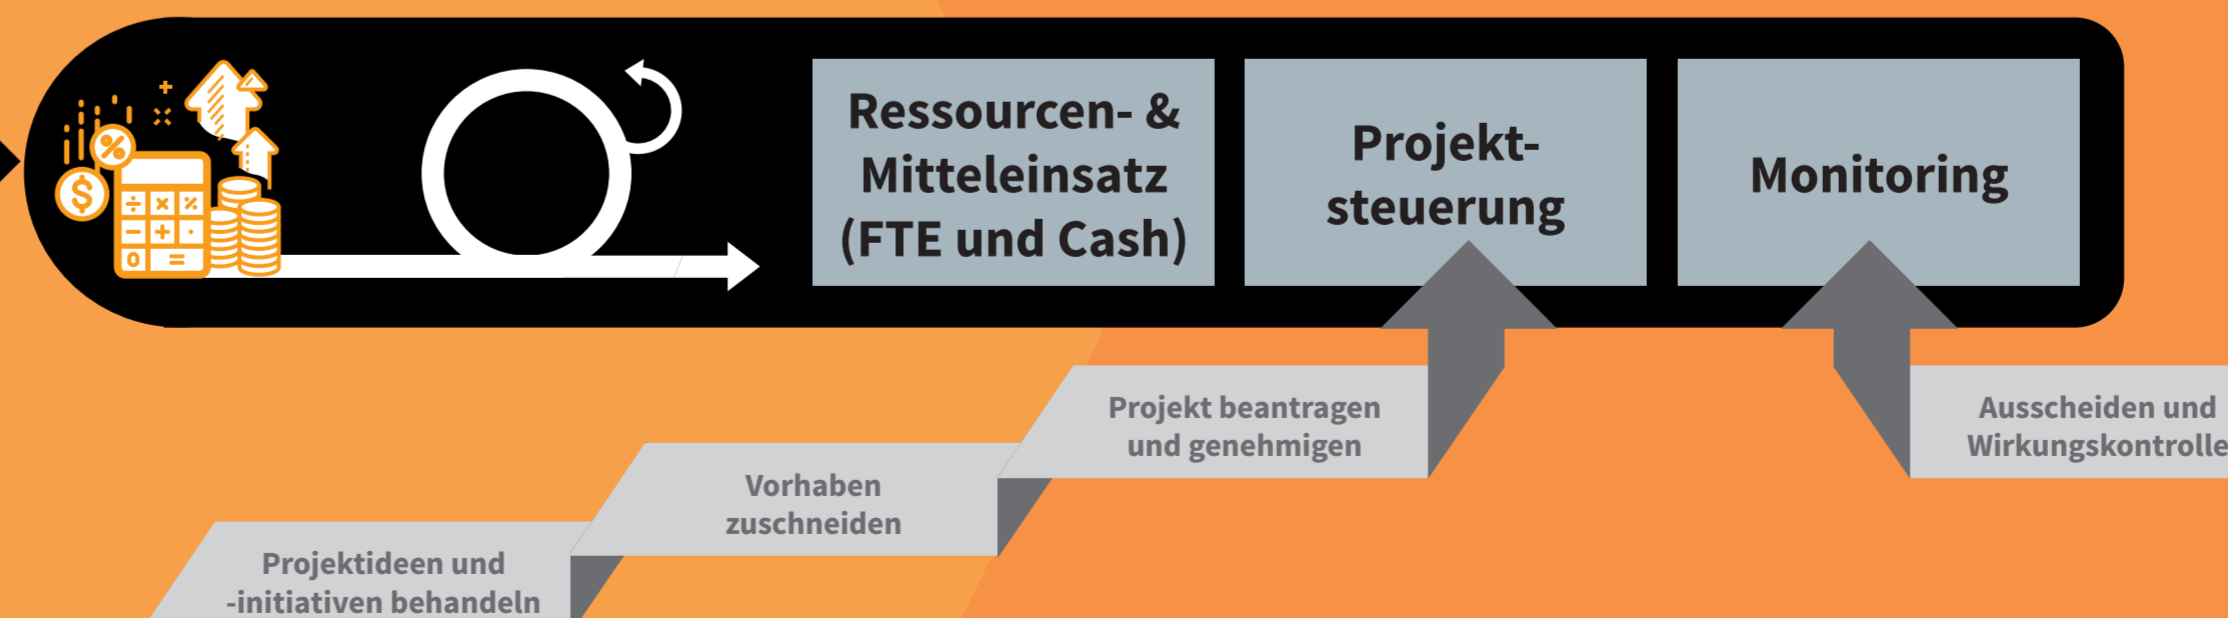 Ressourcen- &
Mitteleinsatz
(FTE und Cash)
Projekt-
steuerung
Monitoring
Projekt beantragen
und genehmigen
Ausscheiden und
Wirkungskontrolle
Vorhaben
zuschneiden
Projektideen und
-initiativen behandeln